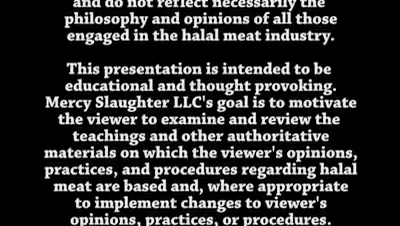 and do not reflect necessarily the
philosophy and opinions of all those
engaged in the halal meat industry.
This presentation is intended to be
educational and thought provoking.
Mercy Slaughter LLC's goal is to motivate
the viewer to examine and review the
teachings and other authoritative
materials on which the viewer's opinions,
practices, and procedures regarding halal
meat are based and, where appropriate
to implement changes to viewer's
opinions, practices, or procedures.